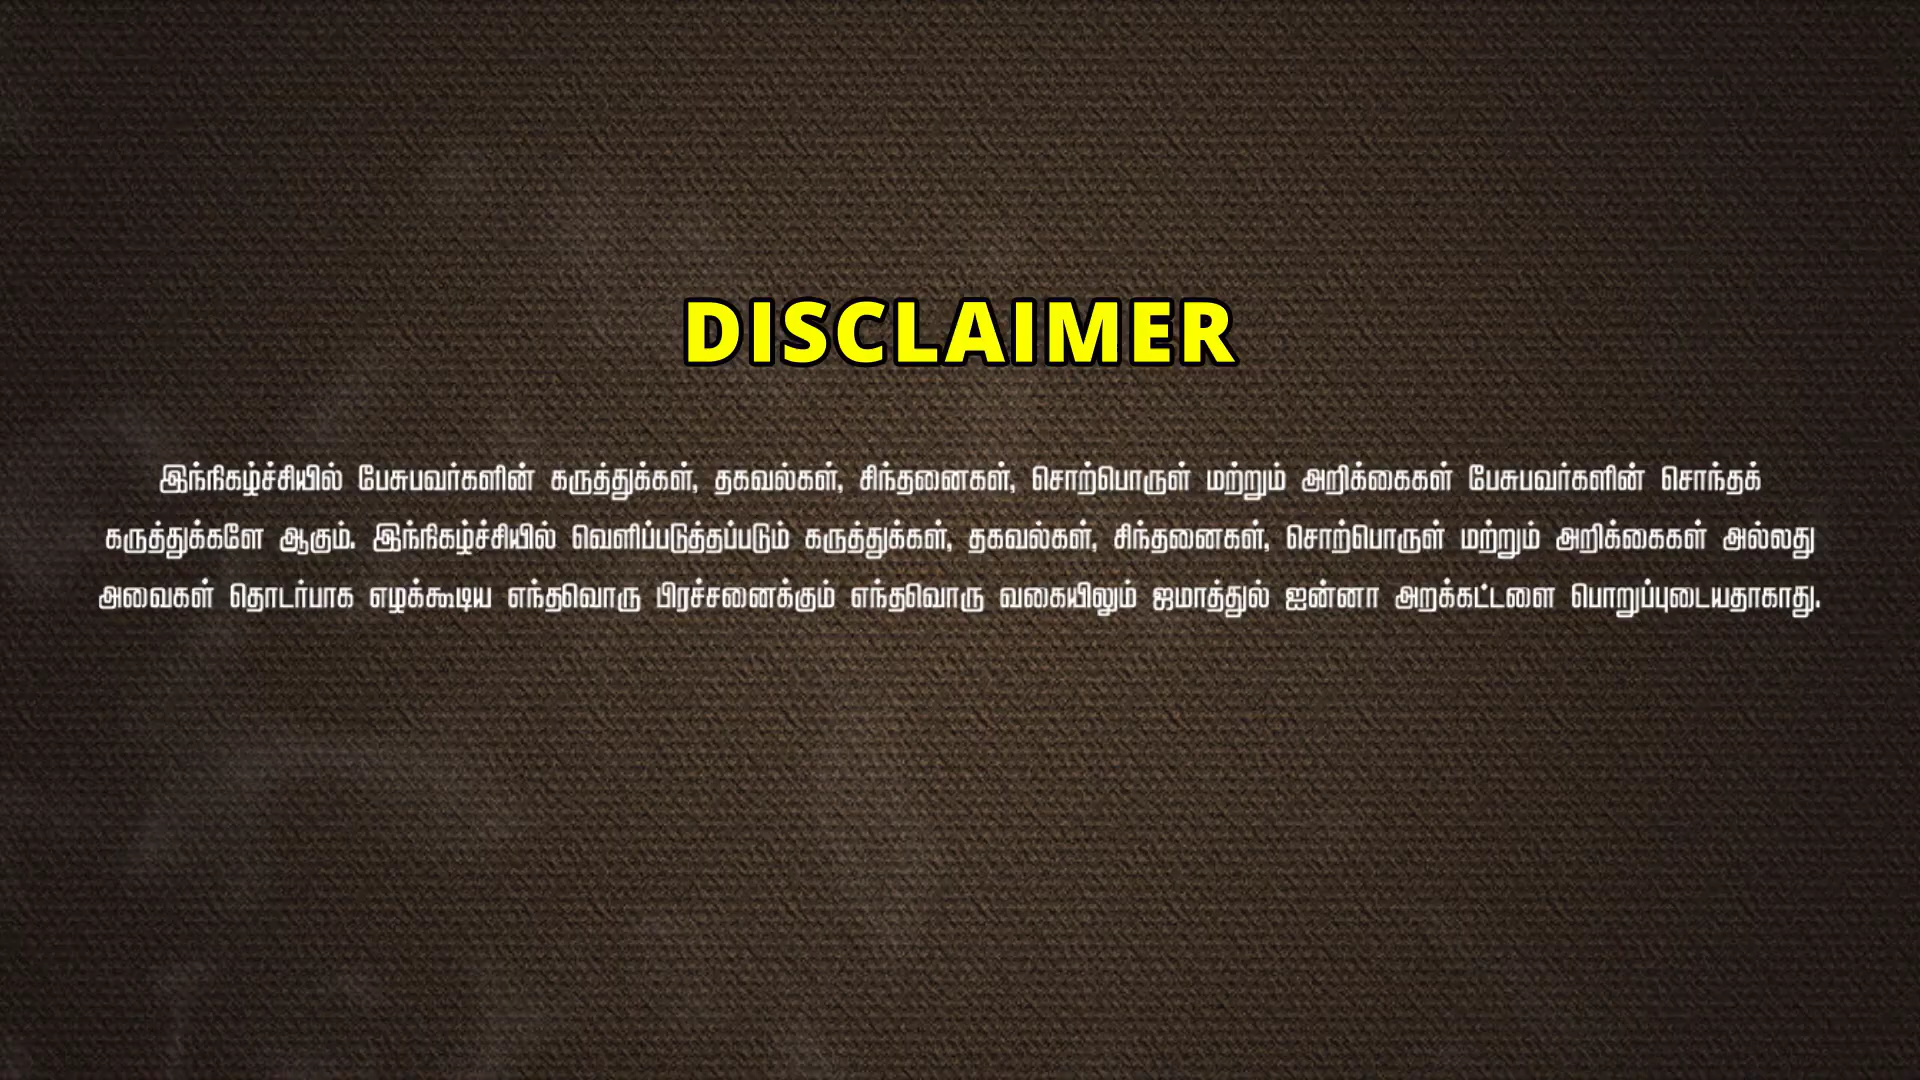 DISCLAIMER
இந்நிகழ்ச்சியில் பேசுபவர்களின் கருத்துக்கள், தகவல்கள், சிந்தனைகள், சொற்பொருள் மற்றும் அறிக்கைகள் பேசுபவர்களின் சொந்தக்
கருத்துக்களே ஆகும். இந்நிகழ்ச்சியில் வெளிப்படுத்தப்படும் கருத்துக்கள், தகவல்கள், சிந்தனைகள், சொற்பொருள் மற்றும் அறிக்கைகள் அல்லது
அவைகள் தொடர்பாக எழக்கூடிய எந்தவொரு பிரச்சனைக்கும் எந்தவொரு வகையிலும் ஜமாத்துல் ஐன்னா அறக்கட்டளை பொறுப்புடையதாகாது.